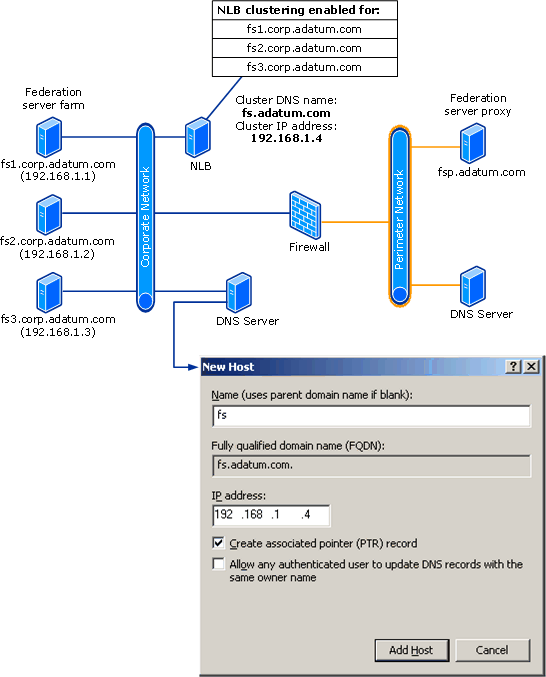 NLB clustering enabled for:
fs1.corp.adatum.com
fs2.corp.adatum.com
fs3.corp.adatum.com
Federation
server farm
Cluster DNS name:
fs.adatum.com
Cluster IP address:
192.168.1.4
Federation
server proxy
fs1.corp.adatum.com
(192.168.1.1)
NLB
fsp.adatum.com
Corporate Network
Perimeter Network
fs2.corp.adatum.com
(192.168.1.2)
Firewall
fs3.corp.adatum.com
(192.168.1.3)
DNS Server
DNS Server
New Host
Name (uses parent domain name if blank):
fs
Fully qualified domain name (FQDN):
fs.adatum.com.
IP address:
192 .168 .1 .4
Create associated pointer (PTR) record
Allow any authenticated user to update DNS records with the
same owner name
Add Host
Cancel